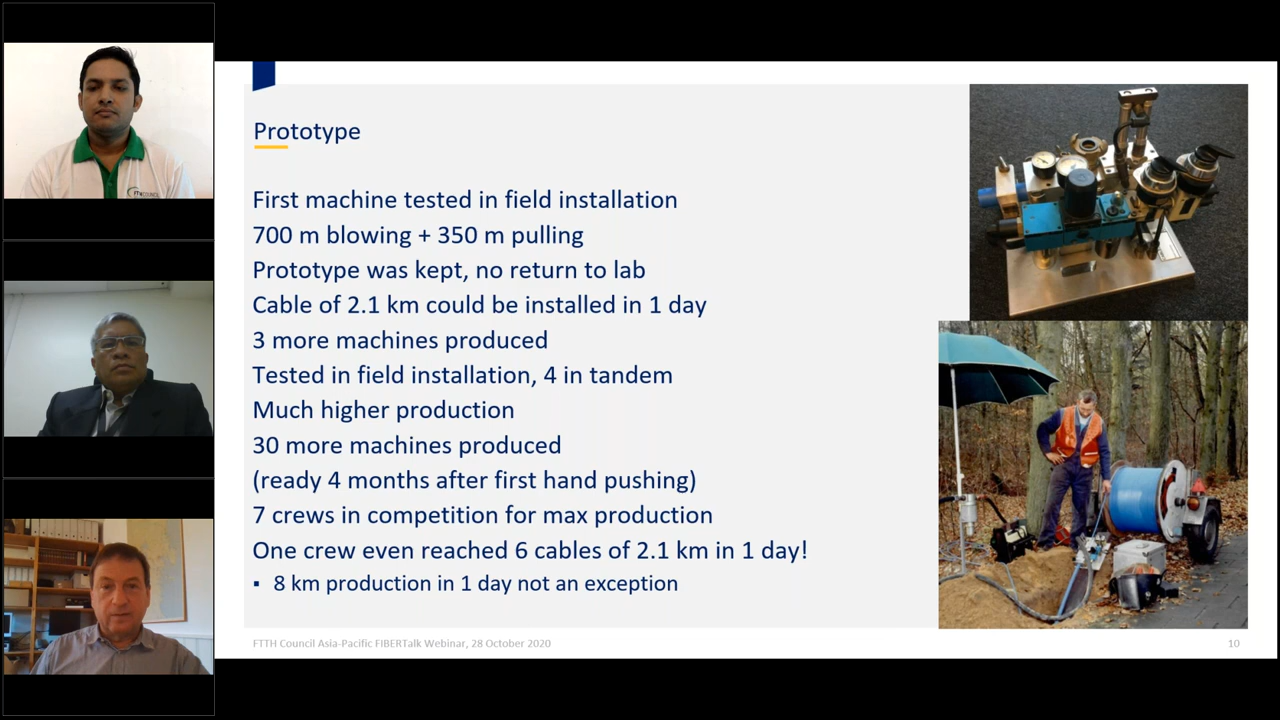 Prototype
First machine tested in field installation
700 m blowing + 350 m pulling
Prototype was kept, no return to lab
Cable of 2.1 km could be installed in 1 day
3 more machines produced
Tested in field installation, 4 in tandem
Much higher production
30 more machines produced
(ready 4 months after first hand pushing)
7 crews in competition for max production
One crew even reached 6 cables of 2.1 km in 1 day!
▪ 8 km production in 1 day not an exception
FTTH Council Asia-Pacific FIBERTalk Webinar, 28 October 2020
10